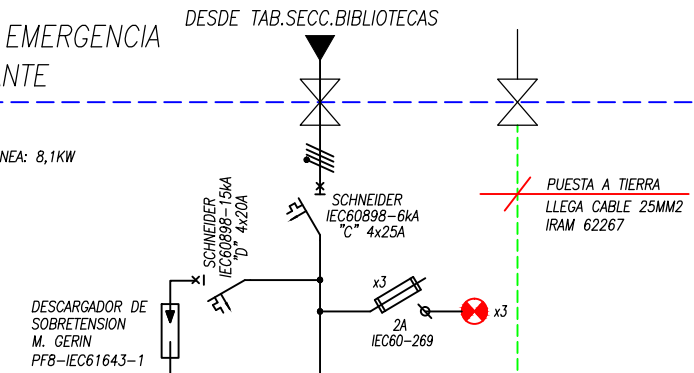 DESDE TAB.SECC.BIBLIOTECAS
EMERGENCIA
ANTE
NEA: 8,1KW
SCHNEIDER
IEC60898-15kA
"D" 4x20A
SCHNEIDER
IEC60898-6kA
"C" 4x25A
PUESTA A TIERRA
LLEGA CABLE 25MM2
IRAM 62267
x3
2A
IEC60-269
x3
DESCARGADOR DE
SOBRETENSION
M. GERIN
PF8-IEC61643-1